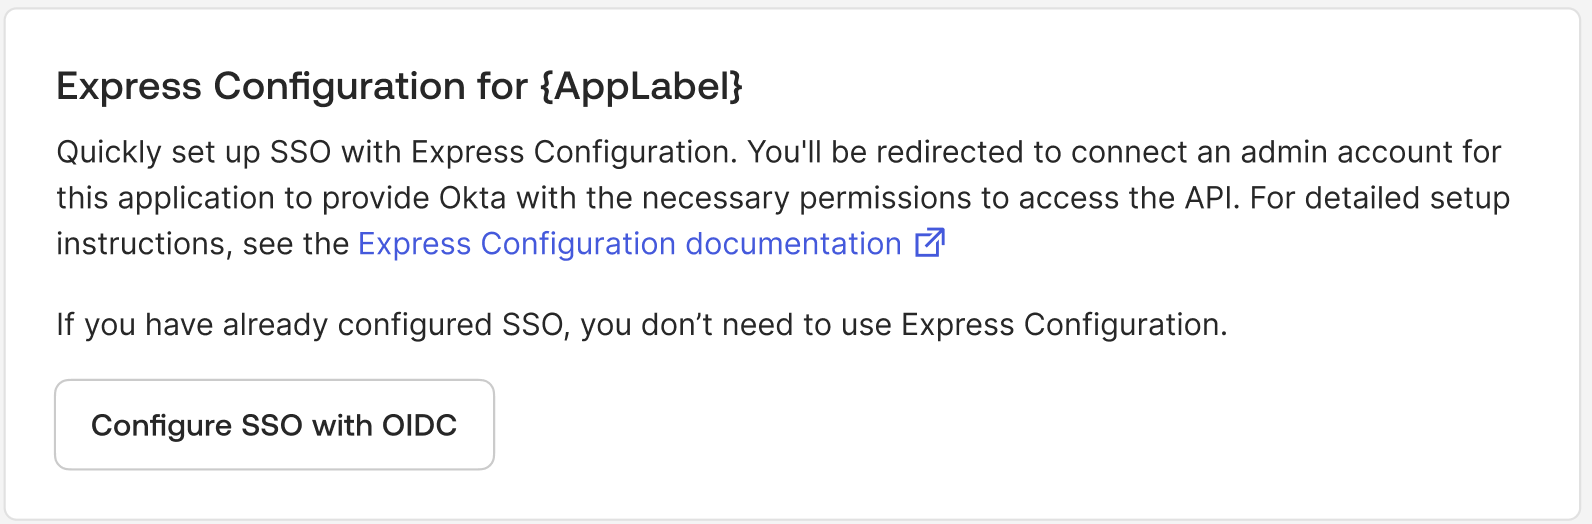 Express Configuration for {AppLabel}
Quickly set up SSO with Express Configuration. You'll be redirected to connect an admin account for
this application to provide Okta with the necessary permissions to access the API. For detailed setup
instructions, see the Express Configuration documentation
If you have already configured SSO, you don’t need to use Express Configuration.
Configure SSO with OIDC